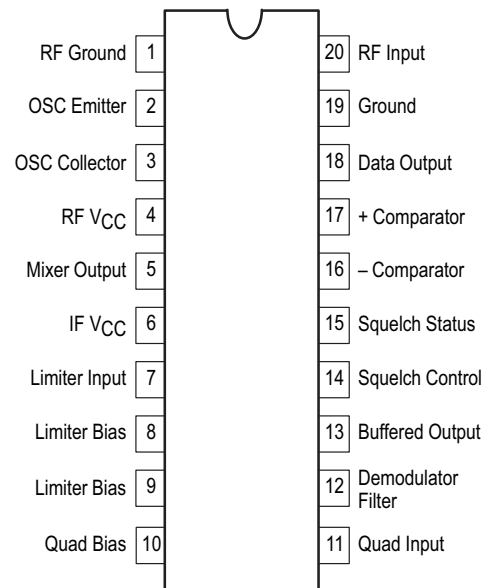 RF Ground 1
OSC Emitter 2
OSC Collector 3
RF VCC 4
Mixer Output 5
IF VCC 6
Limiter Input 7
Limiter Bias 8
Limiter Bias 9
Quad Bias 10
20 RF Input
19 Ground
18 Data Output
17 + Comparator
16 – Comparator
15 Squelch Status
14 Squelch Control
13 Buffered Output
12 Demodulator
Filter
11 Quad Input